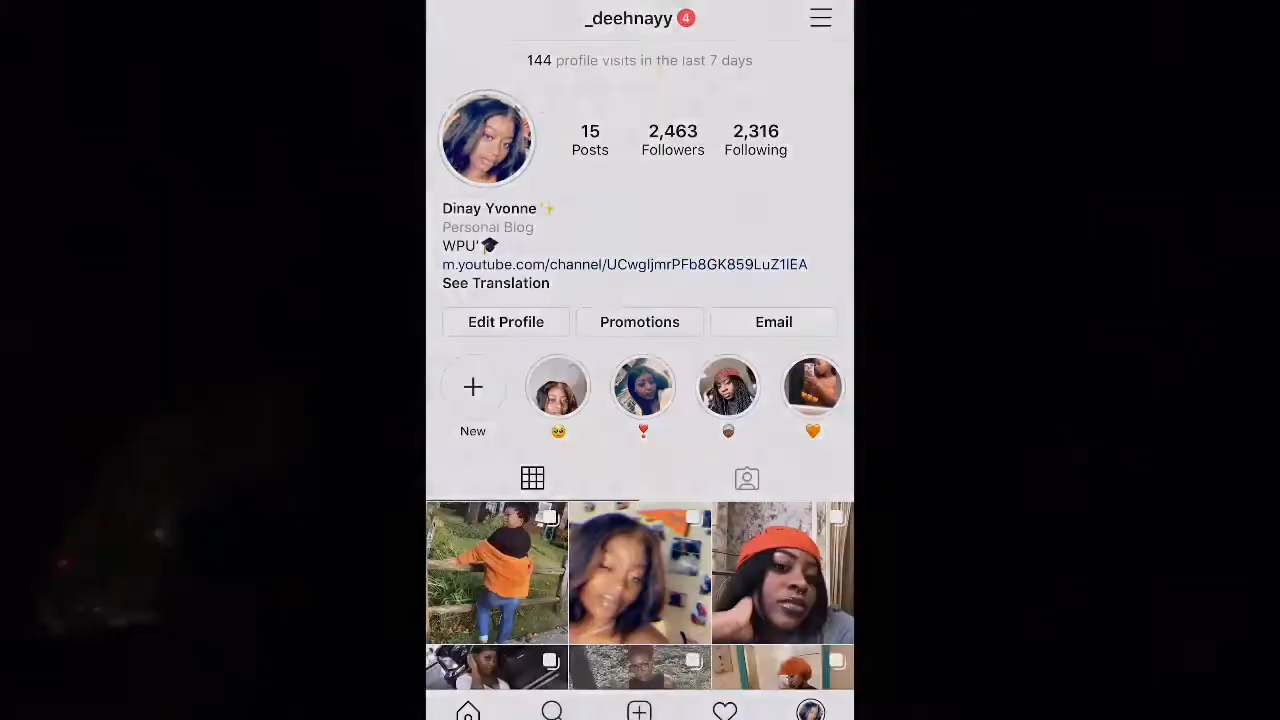 _deehnayy 4
144 profile visits in the last 7 days
15 2,463 2,316
Posts Followers Following
Dinay Yvonne✨
Personal Blog
WPU'🎓
m.youtube.com/channel/UCwgljmrPFb8GK859LuZ1IEA
See Translation
Edit Profile Promotions Email
New